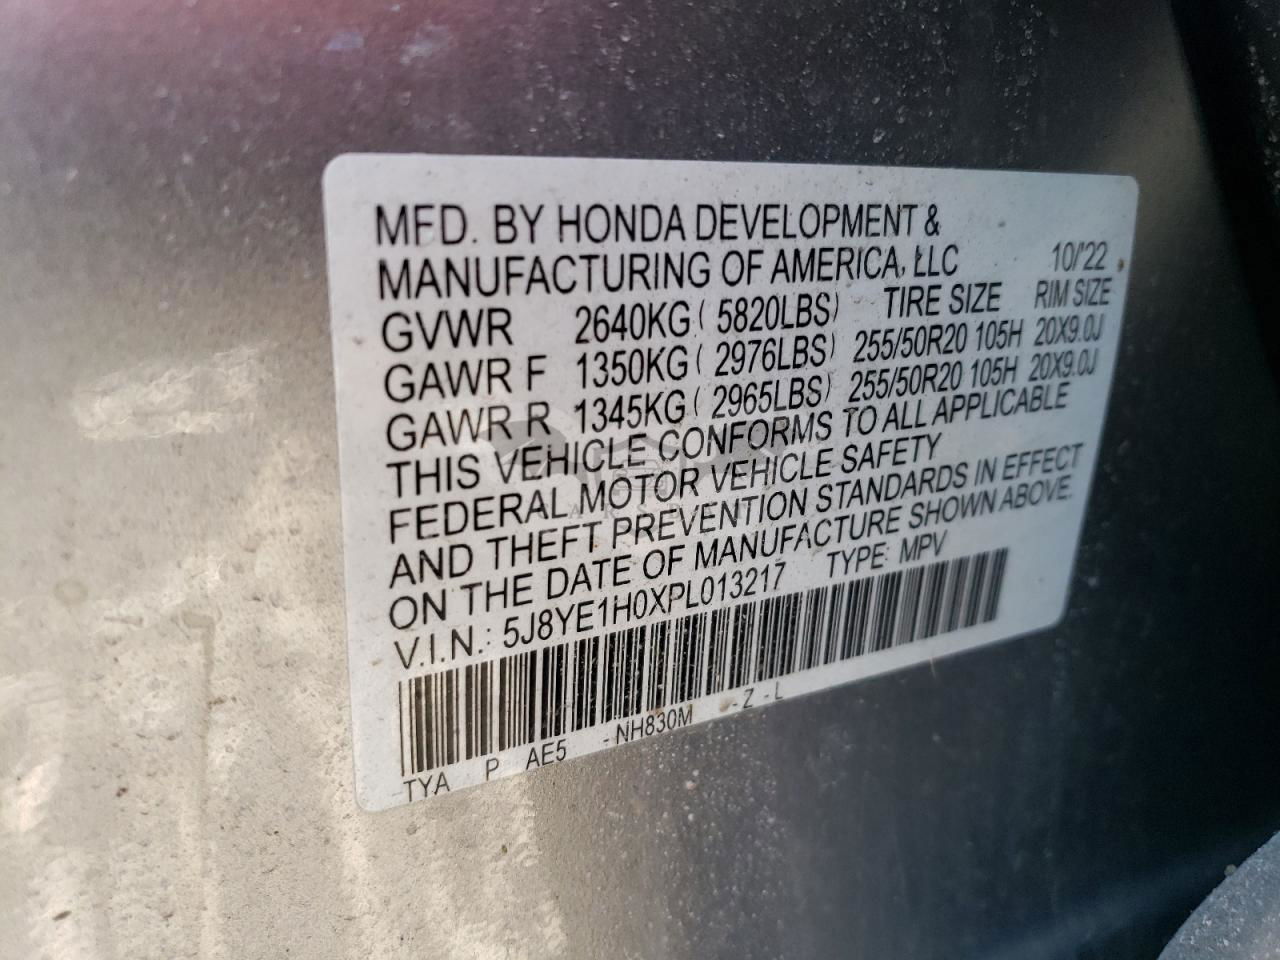 MFD. BY HONDA DEVELOPMENT &
MANUFACTURING OF AMERICA, LLC 10/'22
GVWR 2640KG ( 5820LBS) TIRE SIZE RIM SIZE
GAWR F 1350KG ( 2976LBS) 255/50R20 105H 20X9.0J
GAWR R 1345KG ( 2965LBS) 255/50R20 105H 20X9.0J
THIS VEHICLE CONFORMS TO ALL APPLICABLE
FEDERAL MOTOR VEHICLE SAFETY
AND THEFT PREVENTION STANDARDS IN EFFECT
ON THE DATE OF MANUFACTURE SHOWN ABOVE.
V.I.N.: 5J8YE1H0XPL013217 TYPE: MPV
TYA P AE5 -NH830M -Z-L